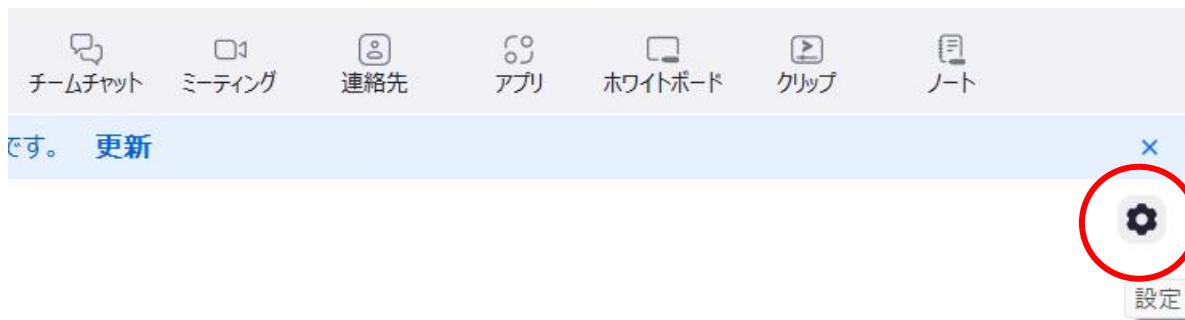 チームチャット ミーティング 連絡先 アプリ ホワイトボード クリップ ノート
です。 更新
設定